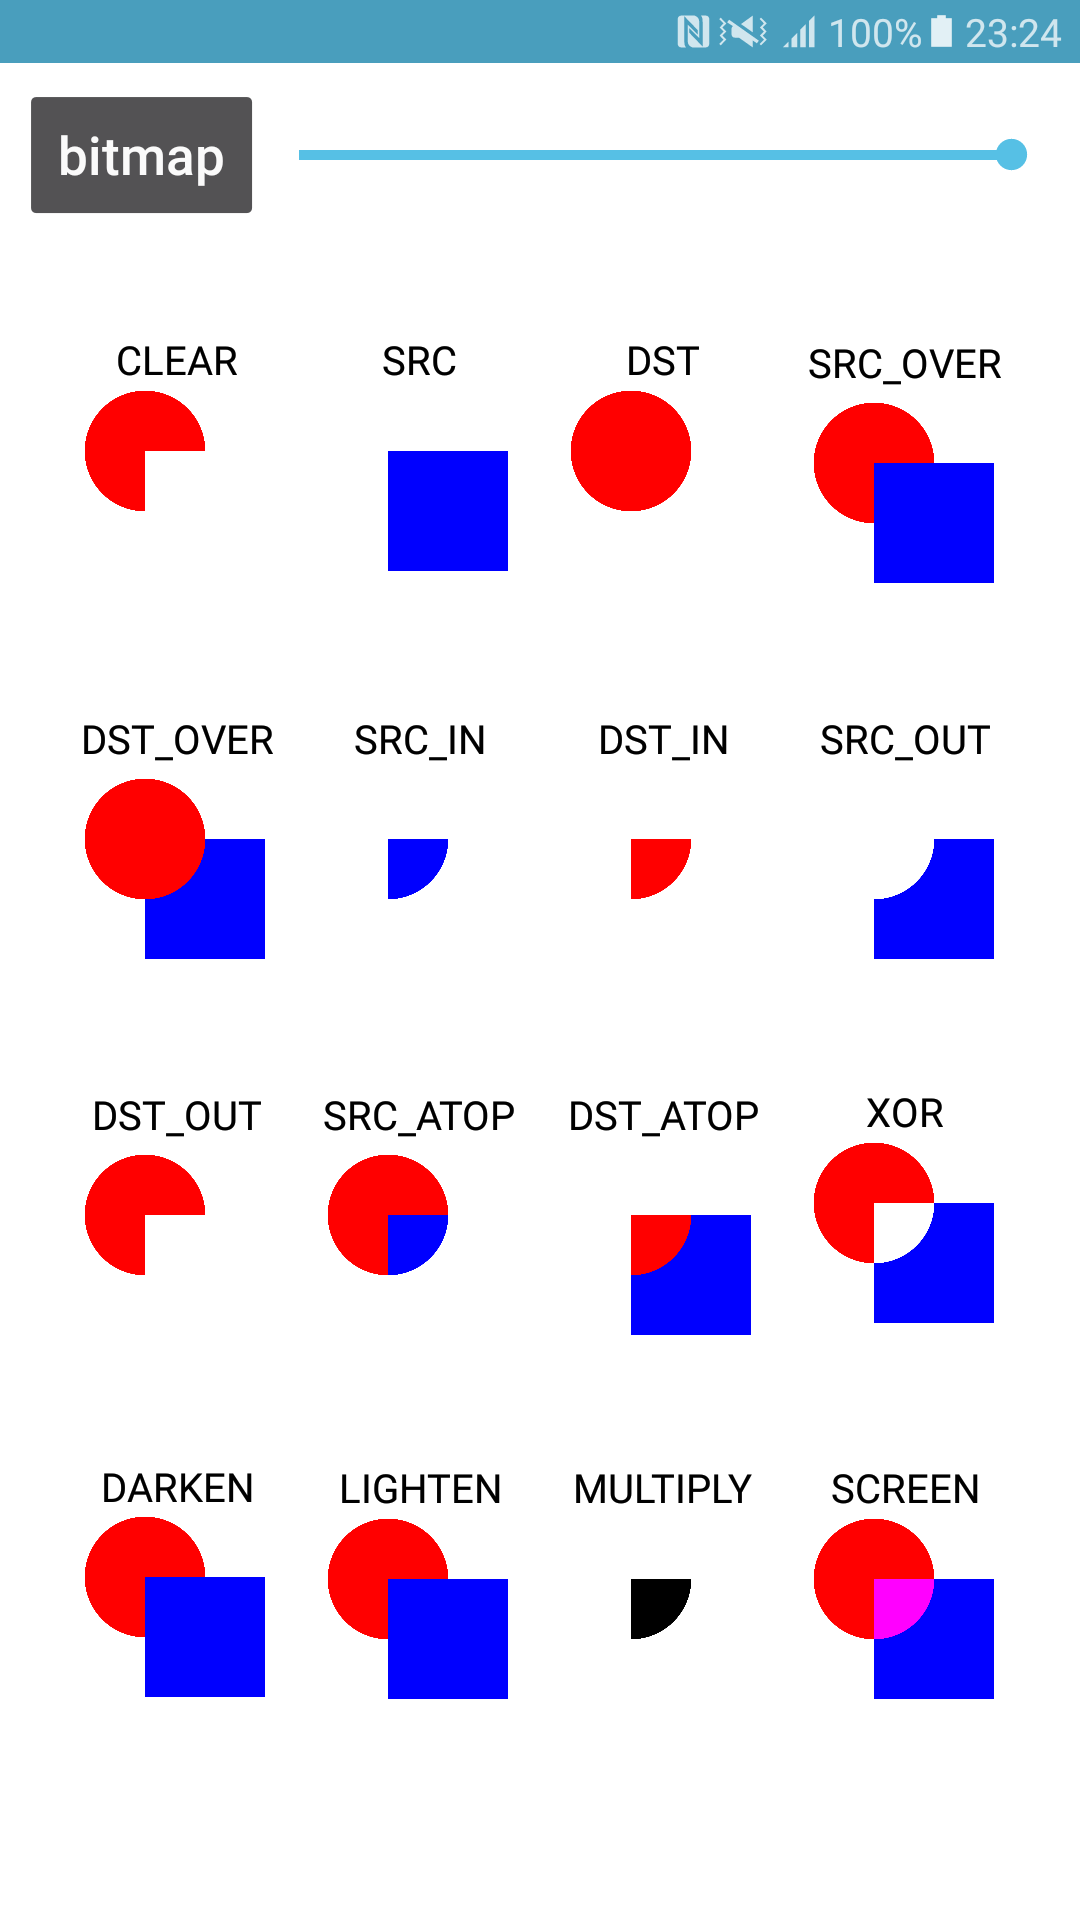 100% 23:24
bitmap
CLEAR SRC DST SRC_OVER
DST_OVER SRC_IN DST_IN SRC_OUT
DST_OUT SRC_ATOP DST_ATOP XOR
DARKEN LIGHTEN MULTIPLY SCREEN